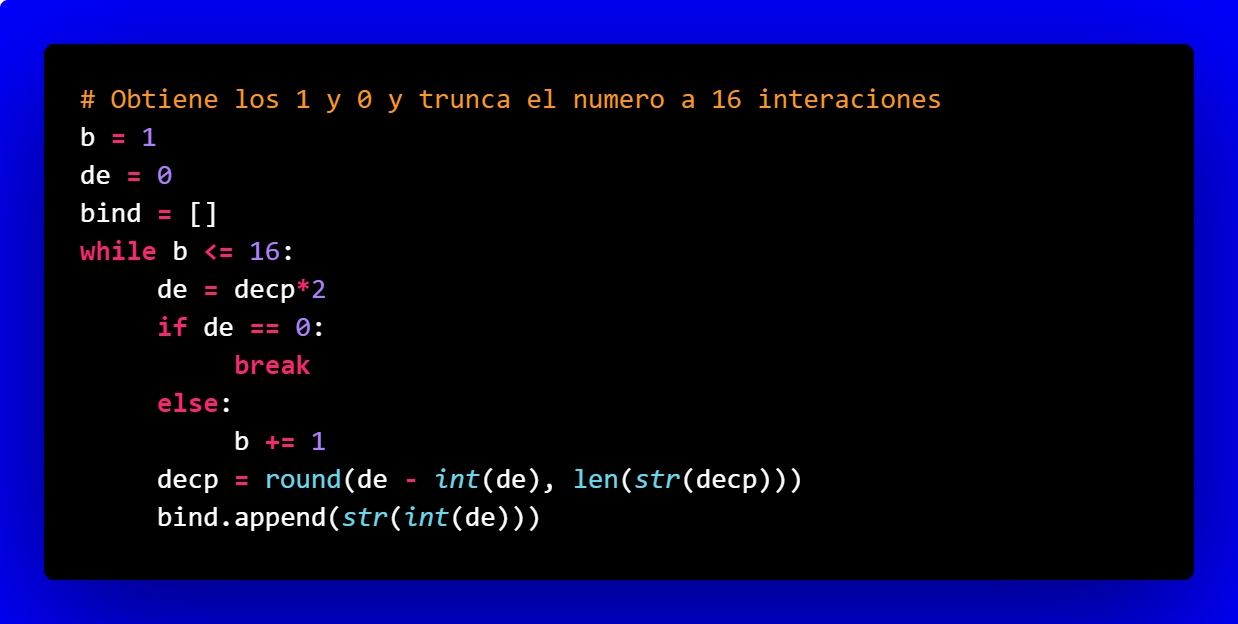 # Obtiene los 1 y 0 y trunca el numero a 16 interaciones
b = 1
de = 0
bind = []
while b <= 16:
     de = decp*2
     if de == 0:
          break
     else:
          b += 1
     decp = round(de - int(de), len(str(decp)))
     bind.append(str(int(de)))